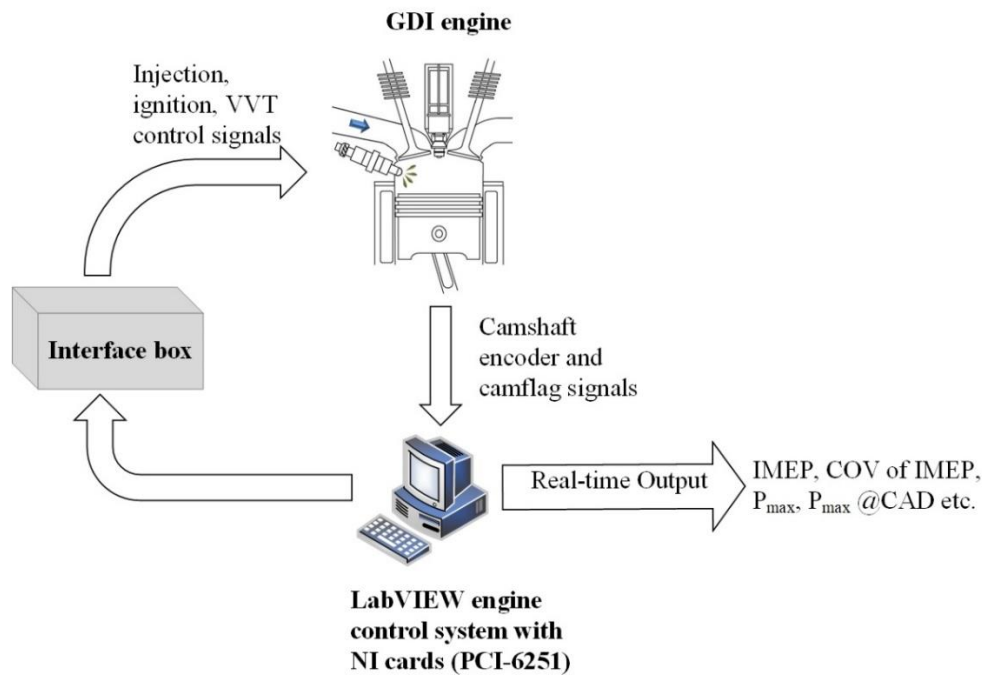 GDI engine
Injection,
ignition, VVT
control signals
Interface box
Camshaft
encoder and
camflag signals
Real-time Output
IMEP, COV of IMEP,
Pmax, Pmax @CAD etc.
LabVIEW engine
control system with
NI cards (PCI-6251)